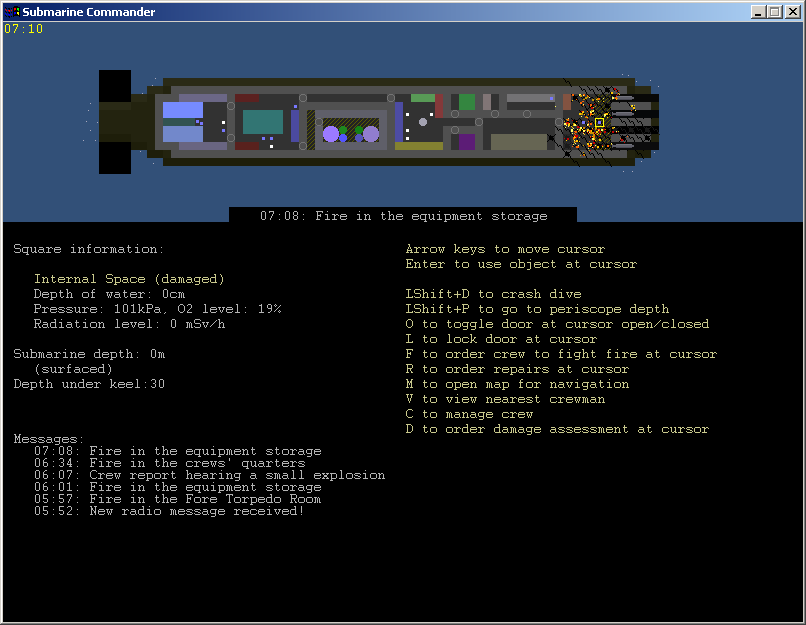 Submarine Commander
07:10
07:08: Fire in the equipment storage
Square information:
Internal Space (damaged)
Depth of water: 0cm
Pressure: 101kPa, O2 level: 19%
Radiation level: 0 mSv/h
Submarine depth: 0m
(surfaced)
Depth under keel:30
Arrow keys to move cursor
Enter to use object at cursor
LShift+D to crash dive
LShift+P to go to periscope depth
O to toggle door at cursor open/closed
L to lock door at cursor
F to order crew to fight fire at cursor
R to order repairs at cursor
M to open map for navigation
V to view nearest crewman
C to manage crew
D to order damage assessment at cursor
Messages:
07:08: Fire in the equipment storage
06:34: Fire in the crews' quarters
06:07: Crew report hearing a small explosion
06:01: Fire in the equipment storage
05:57: Fire in the Fore Torpedo Room
05:52: New radio message received!